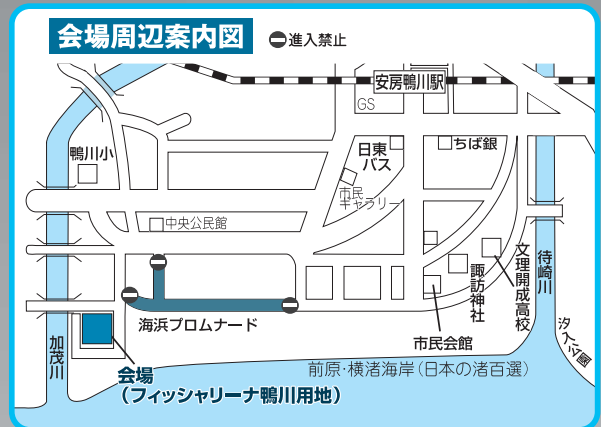 会場周辺案内図
進入禁止
安房鴨川駅
GS
鴨川小
日東
バス
ちば銀
市民
ギャラリー
中央公民館
文理開成高校
待崎川
諏訪神社
海浜プロムナード
市民会館
汐入公園
加茂川
前原・横渚海岸(日本の渚百選)
会場
(フィッシャリーナ鴨川用地)